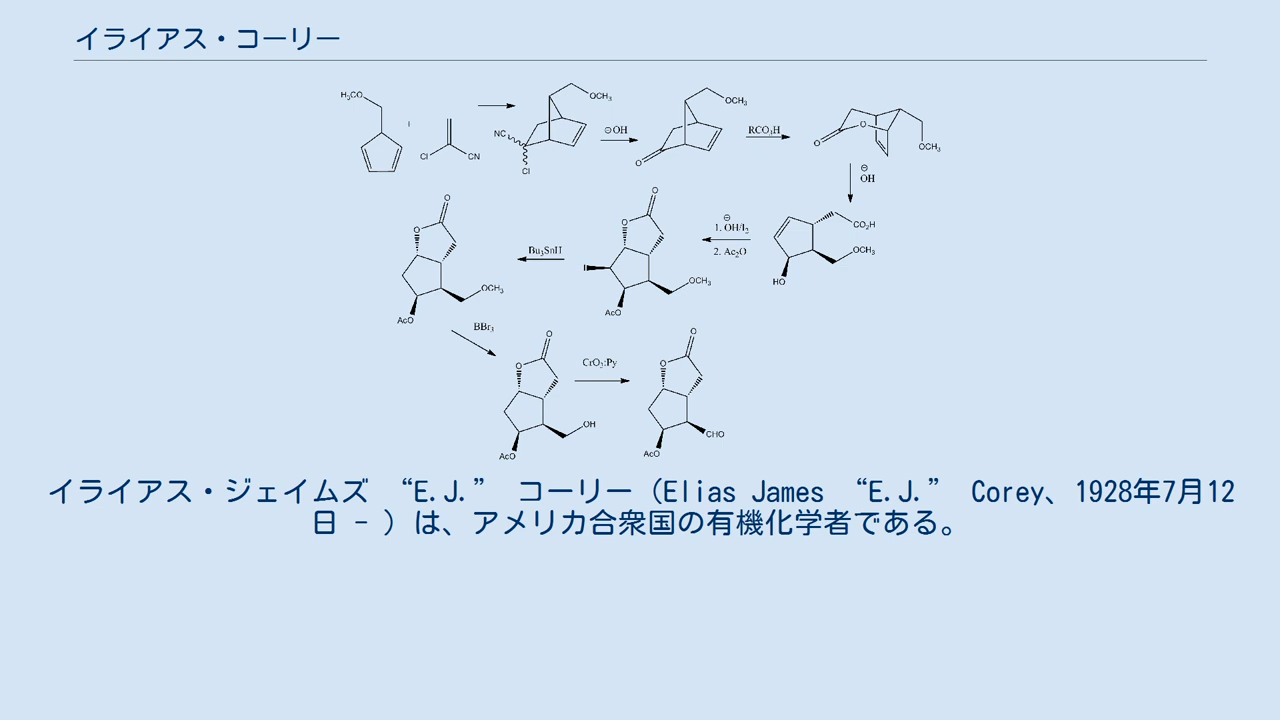 イライアス・コーリー
H₃CO
Cl
CN
NC
Cl
OCH₃
⊖OH
O
OCH₃
RCO₃H
O
O
OCH₃
⊖
OH
CO₂H
OCH₃
HO
⊖
1. OH/I₂
2. Ac₂O
O
O
I
OCH₃
AcO
Bu₃SnH
O
O
OCH₃
AcO
BBr₃
O
O
OH
AcO
CrO₃:Py
O
O
CHO
AcO
イライアス・ジェイムズ “E.J.” コーリー（Elias James “E.J.” Corey、1928年7月12
日 - ）は、アメリカ合衆国の有機化学者である。